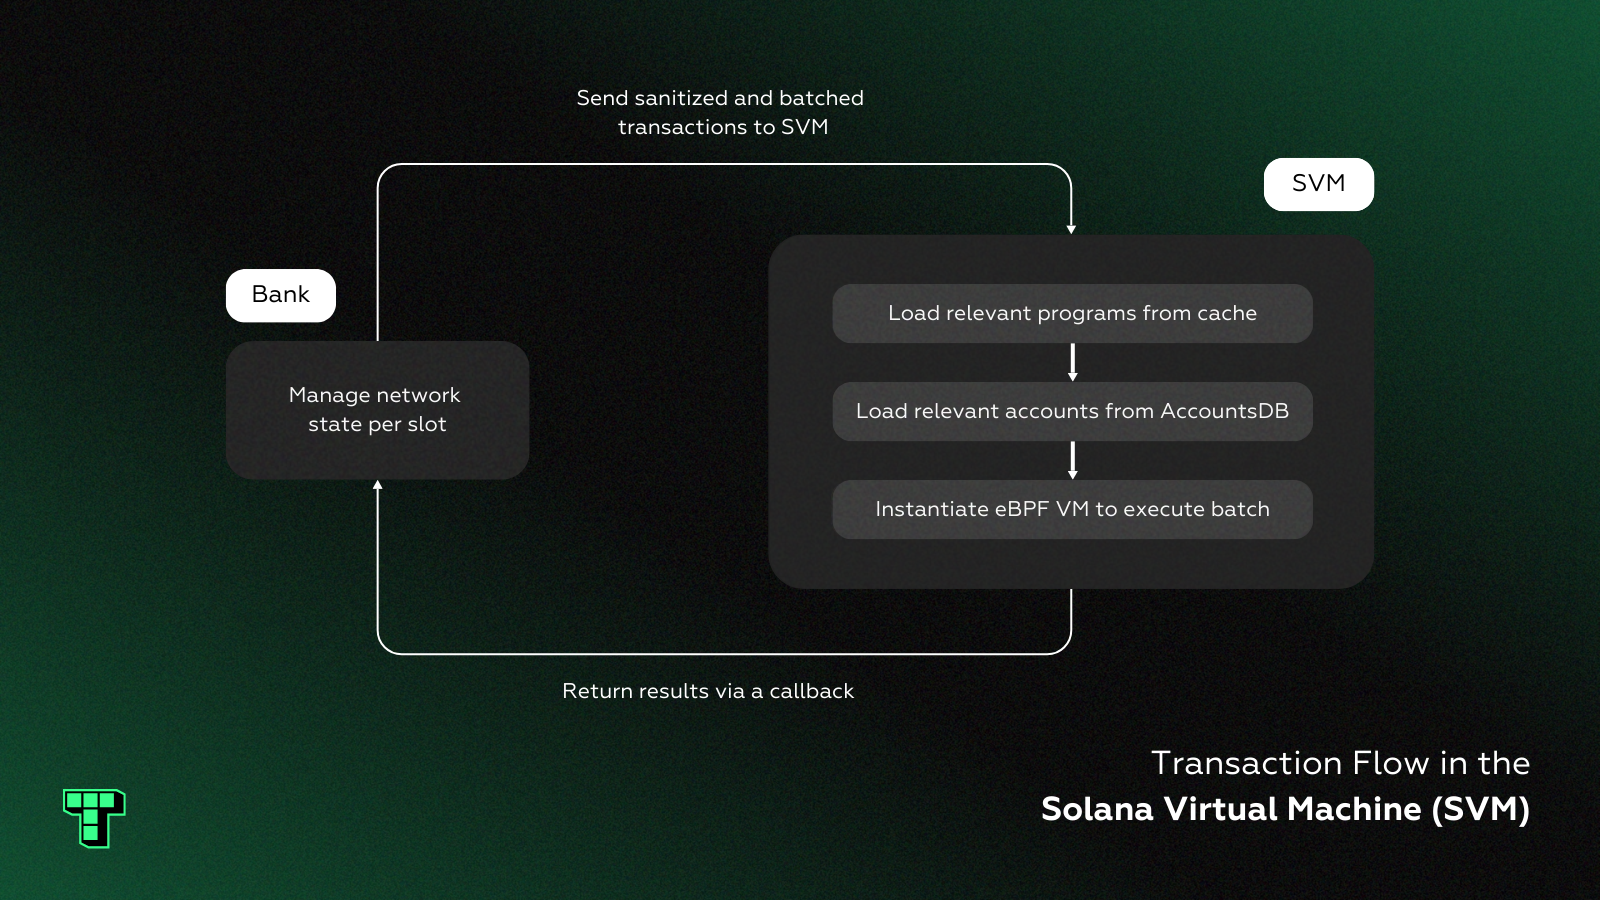 Send sanitized and batched
transactions to SVM
SVM
Bank
Manage network
state per slot
Load relevant programs from cache
Load relevant accounts from AccountsDB
Instantiate eBPF VM to execute batch
Return results via a callback
Transaction Flow in the
Solana Virtual Machine (SVM)